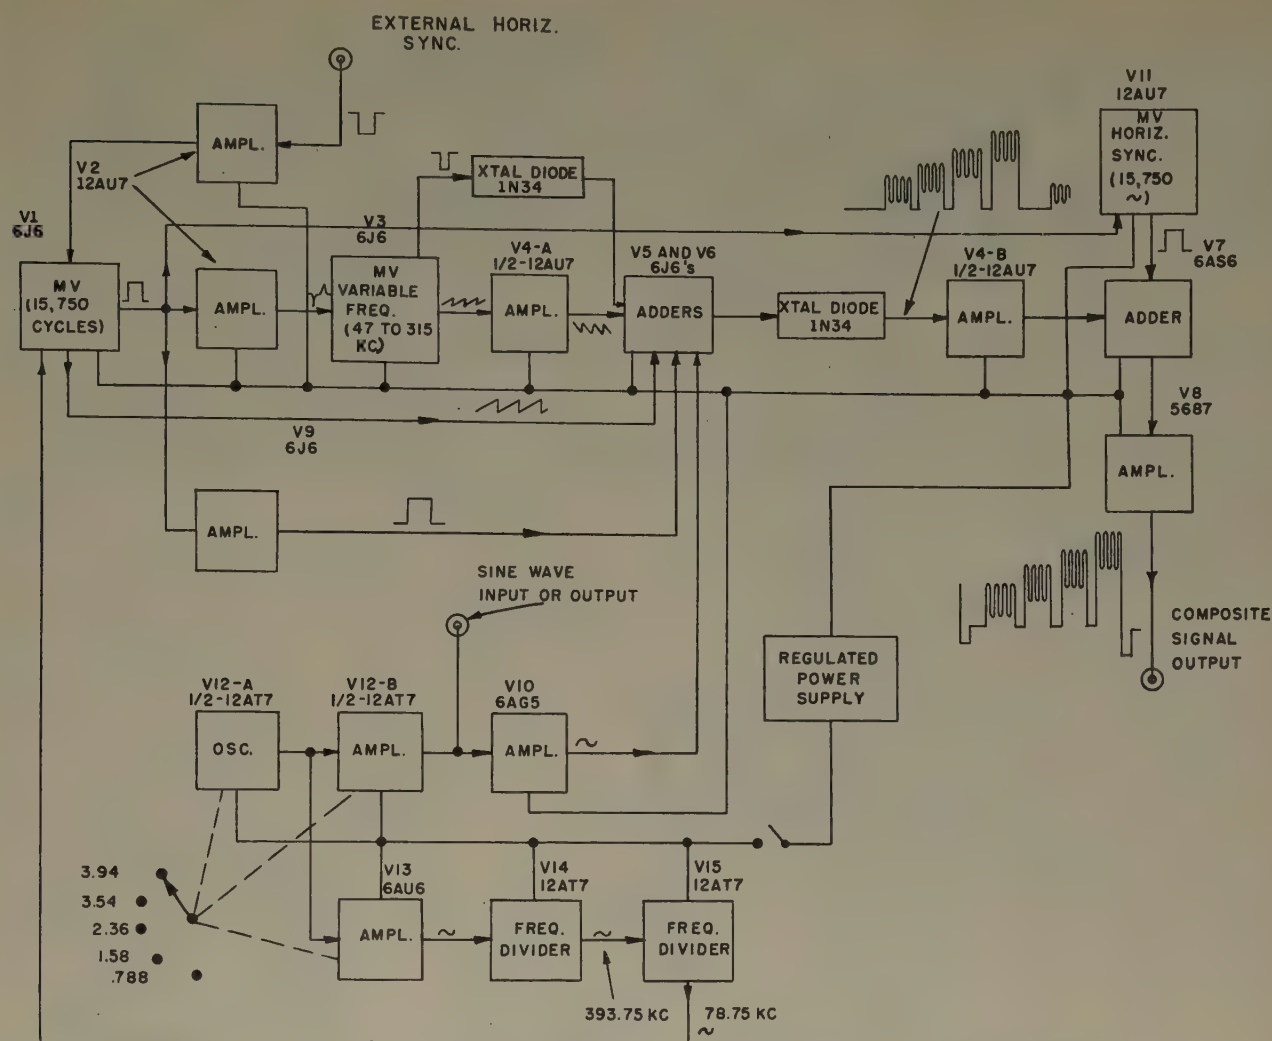 EXTERNAL HORIZ.
SYNC.
V11
12AU7
MV
HORIZ.
SYNC.
(15,750
~)
AMPL.
V2
12AU7
XTAL DIODE
1N34
V1
6J6
MV
(15,750
CYCLES)
AMPL.
V3
6J6
MV
VARIABLE
FREQ.
(47 TO 315
KC)
V4-A
1/2-12AU7
AMPL.
V5 AND V6
6J6's
ADDERS
XTAL DIODE
1N34
V4-B
1/2-12AU7
AMPL.
V7
6AS6
ADDER
V8
5687
AMPL.
V9
6J6
AMPL.
SINE WAVE
INPUT OR OUTPUT
COMPOSITE
SIGNAL
OUTPUT
REGULATED
POWER
SUPPLY
V12-A
1/2-12AT7
OSC.
V12-B
1/2-12AT7
AMPL.
V10
6AG5
AMPL.
~
3.94
3.54
2.36
1.58
.788
V13
6AU6
AMPL.
~
V14
12AT7
FREQ.
DIVIDER
~
V15
12AT7
FREQ.
DIVIDER
393.75 KC
78.75 KC
~